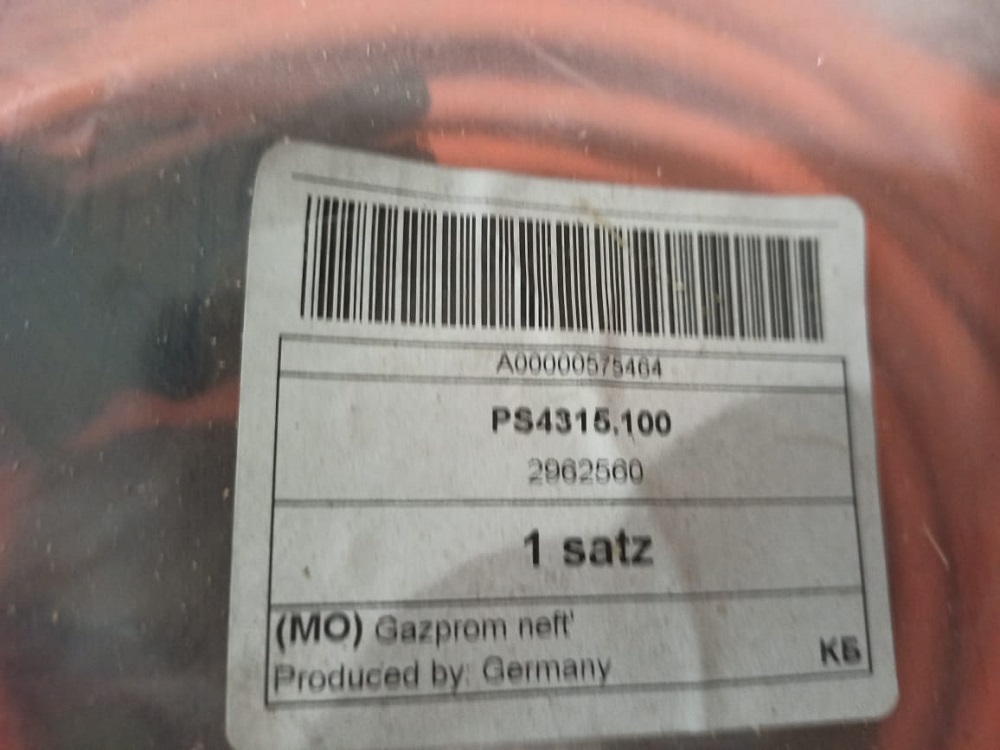 A00000575464
PS4315.100
2962560
1 satz
(MO) Gazprom neft'
Produced by: Germany
КБ